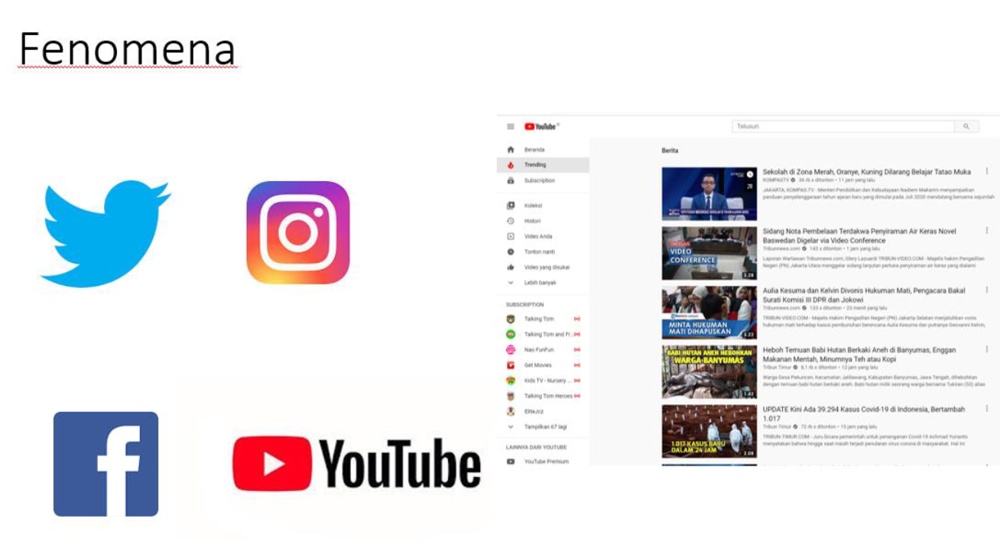 Fenomena
YouTube
YouTube
Telusuri
Beranda
Trending
Subscription
Koleksi
Histori
Video Anda
Tonton nanti
Video yang disukai
Lebih banyak
SUBSCRIPTION
Talking Tom
Talking Tom and Fr...
Nao FunFun
Get Movies
Kids TV - Nursery ...
Talking Tom Heroes
EliteJcz
Tampilkan 67 lagi
LAINNYA DARI YOUTUBE
YouTube Premium
Berita
Sekolah di Zona Merah, Oranye, Kuning Dilarang Belajar Tatao Muka
KOMPASTV 36 rb x ditonton • 11 jam yang lalu
JAKARTA, KOMPAS.TV - Menteri Pendidikan dan Kebudayaan Nadiem Makarim menyampaikan
panduan penyelenggaraan tahun ajaran baru yang dimulai pada Juli 2020 mendatang bersama sejumlah
VIDEO
CONFERENCE
3.28
Sidang Nota Pembelaan Terdakwa Penyiraman Air Keras Novel
Baswedan Digelar via Video Conference
Tribunnews.com 143 x ditonton • 1 jam yang lalu
Laporan Wartawan Tribunnews.com, Glery Lazuardi TRIBUN-VIDEO.COM - Majelis hakim Pengadilan
Negeri (PN) Jakarta Utara menggelar sidang lanjutan perkara penyiraman air keras yang dialami
MINTA HUKUMAN
MATI DIHAPUSKAN
3.22
Aulia Kesuma dan Kelvin Divonis Hukuman Mati, Pengacara Bakal
Surati Komisi III DPR dan Jokowi
Tribunnews.com 133 x ditonton • 23 menit yang lalu
TRIBUN-VIDEO.COM - Majelis Hakim Pengadilan Negeri (PN) Jakarta Selatan menjatuhkan vonis
hukuman mati terhadap kasus pembunuhan berencana Aulia Kesuma dan putranya Geovanni Kelvin,
BABI HUTAN ANEH HEBOHKAN
WARGA BANYUMAS
1.42
Heboh Temuan Babi Hutan Berkaki Aneh di Banyumas, Enggan
Makanan Mentah, Minumnya Teh atau Kopi
Tribun Timur 8,1 rb x ditonton • 12 jam yang lalu
Warga Desa Pekuncen, Kecamatan Jatilawang, Kabupaten Banyumas, Jawa Tengah, dihebohkan
dengan temuan babi hutan berkaki aneh. Babi hutan milik seorang warga bernama Tukiran (53) alias
1.017 KASUS BARU
DALAM 24 JAM
2.08
UPDATE Kini Ada 39.294 Kasus Covid-19 di Indonesia, Bertambah
1.017
Tribun Timur 72 rb x ditonton • 15 jam yang lalu
TRIBUN-TIMUR.COM - Juru bicara pemerintah untuk penanganan Covid-19 Achmad Yurianto
menyatakan bahwa hingga saat masih terjadi penularan virus corona di masyarakat. Hal ini